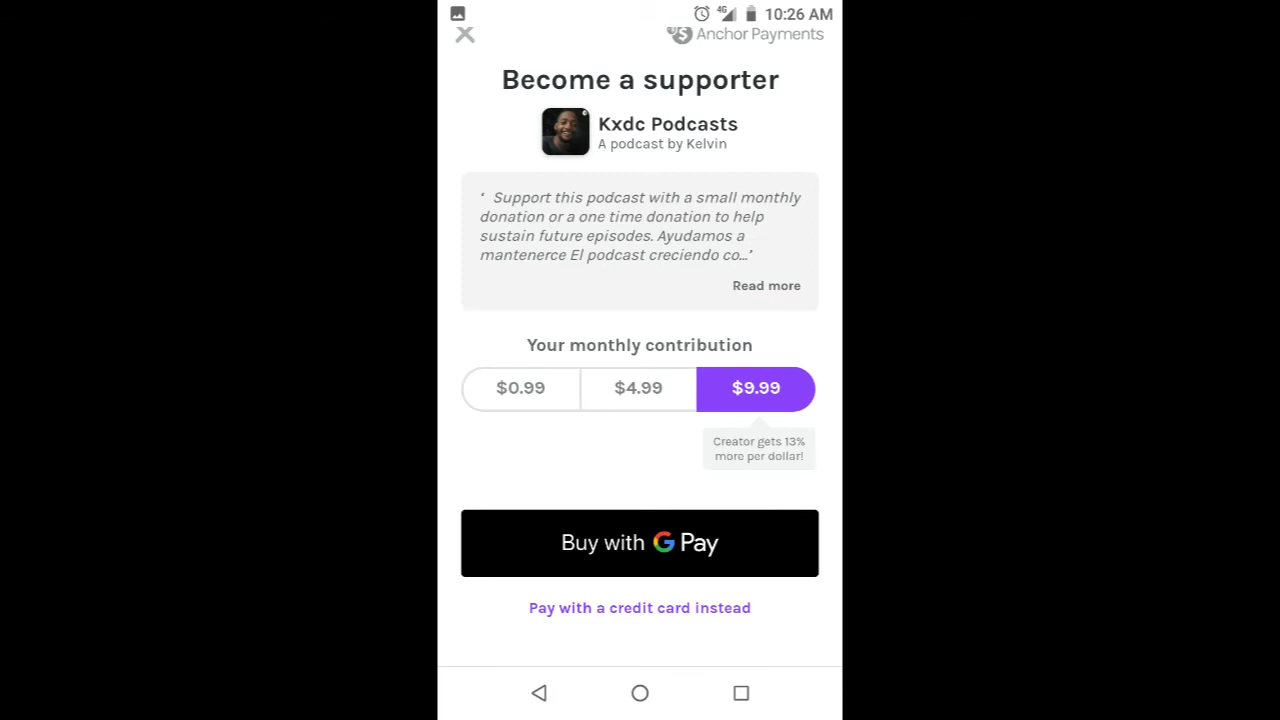 4G 10:26 AM
Anchor Payments
Become a supporter
Kxdc Podcasts
A podcast by Kelvin
‘ Support this podcast with a small monthly
donation or a one time donation to help
sustain future episodes. Ayudamos a
mantenerce El podcast creciendo co...’
Read more
Your monthly contribution
$0.99 $4.99 $9.99
Creator gets 13%
more per dollar!
Buy with G Pay
Pay with a credit card instead